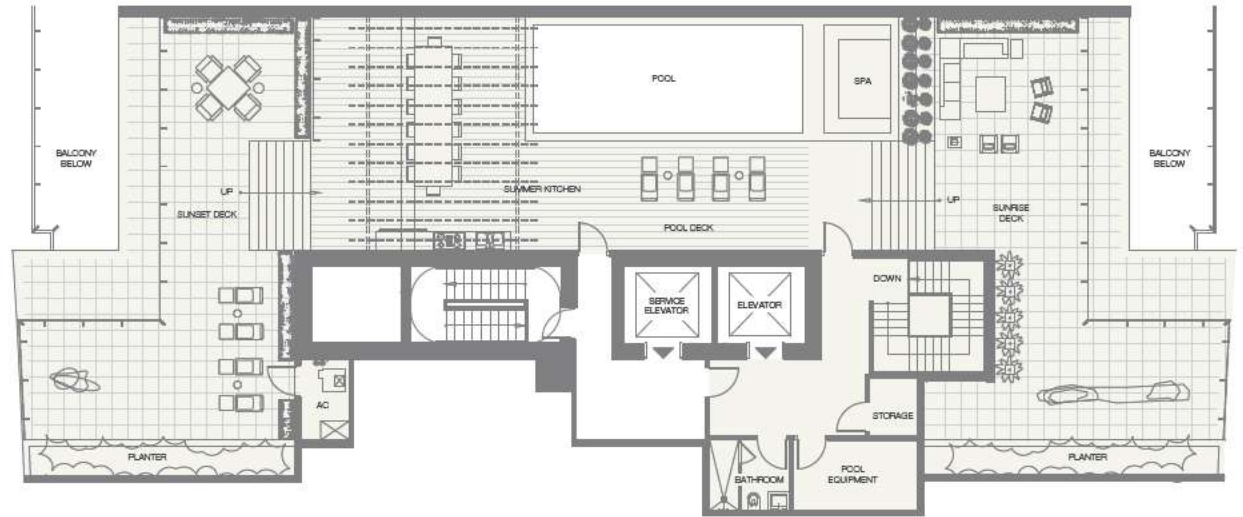 POOL
SPA
BALCONY
BELOW
BALCONY
BELOW
UP
SUNSET DECK
SUMMER KITCHEN
UP
SUNRISE
DECK
POOL DECK
DOWN
SERVICE
ELEVATOR
ELEVATOR
AC
STORAGE
PLANTER
BATHROOM
POOL
EQUIPMENT
PLANTER